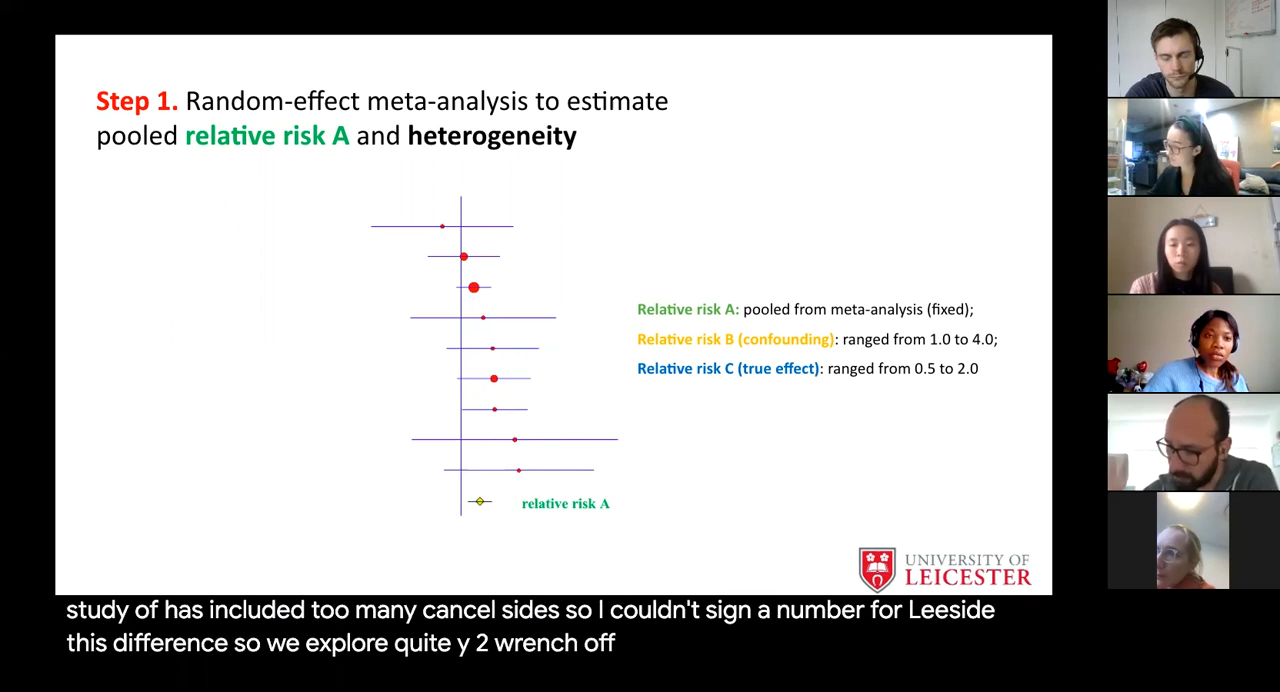 Step 1. Random-effect meta-analysis to estimate
pooled relative risk A and heterogeneity
Relative risk A: pooled from meta-analysis (fixed);
Relative risk B (confounding): ranged from 1.0 to 4.0;
Relative risk C (true effect): ranged from 0.5 to 2.0
relative risk A
UNIVERSITY OF
LEICESTER
study of has included too many cancel sides so I couldn't sign a number for Leeside
this difference so we explore quite y 2 wrench off